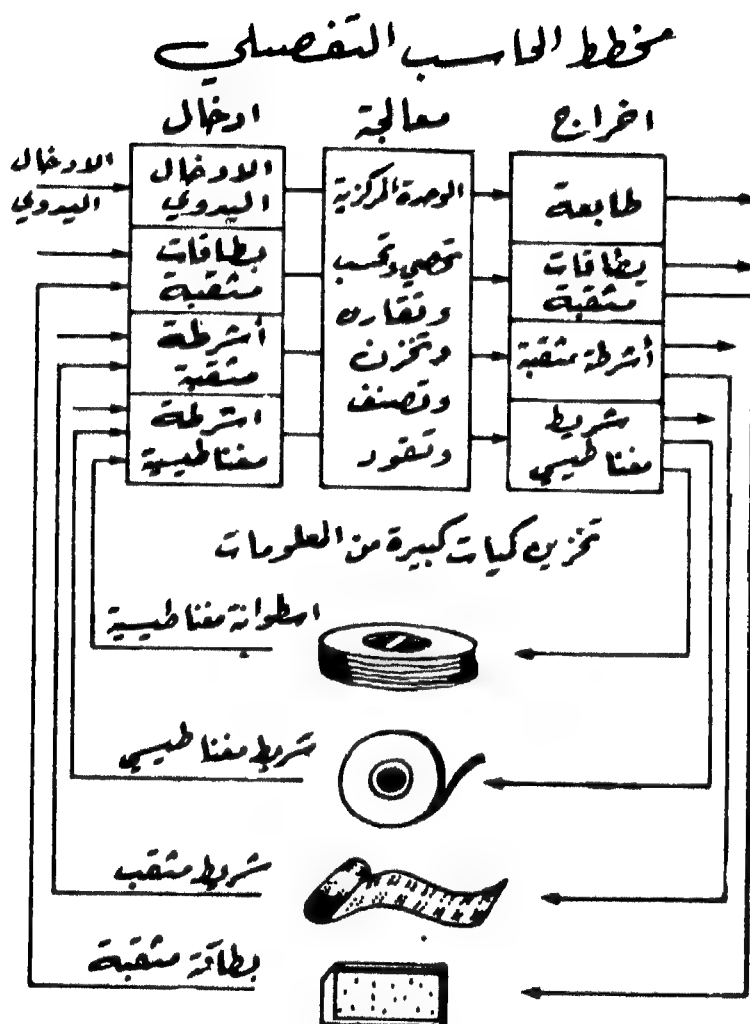 مخطط الحاسب التفصيلي
اخراج
معالجة
ادخال
الادخال
اليدوي
الادخال
اليدوي
بطاقات
مثقبة
أشرطة
مثقبة
اشرطة
مغناطيسية
الوحدة المركزية
تحصي وتحسب
وتقارن
وتخزن
وتصنف
وتقود
طابعة
بطاقات
مثقبة
أشرطة مثقبة
شريط
مغناطيسي
تخزين كميات كبيرة من المعلومات
اسطوانة مغناطيسية
شريط مغناطيسي
شريط مثقب
بطاقة مثقبة